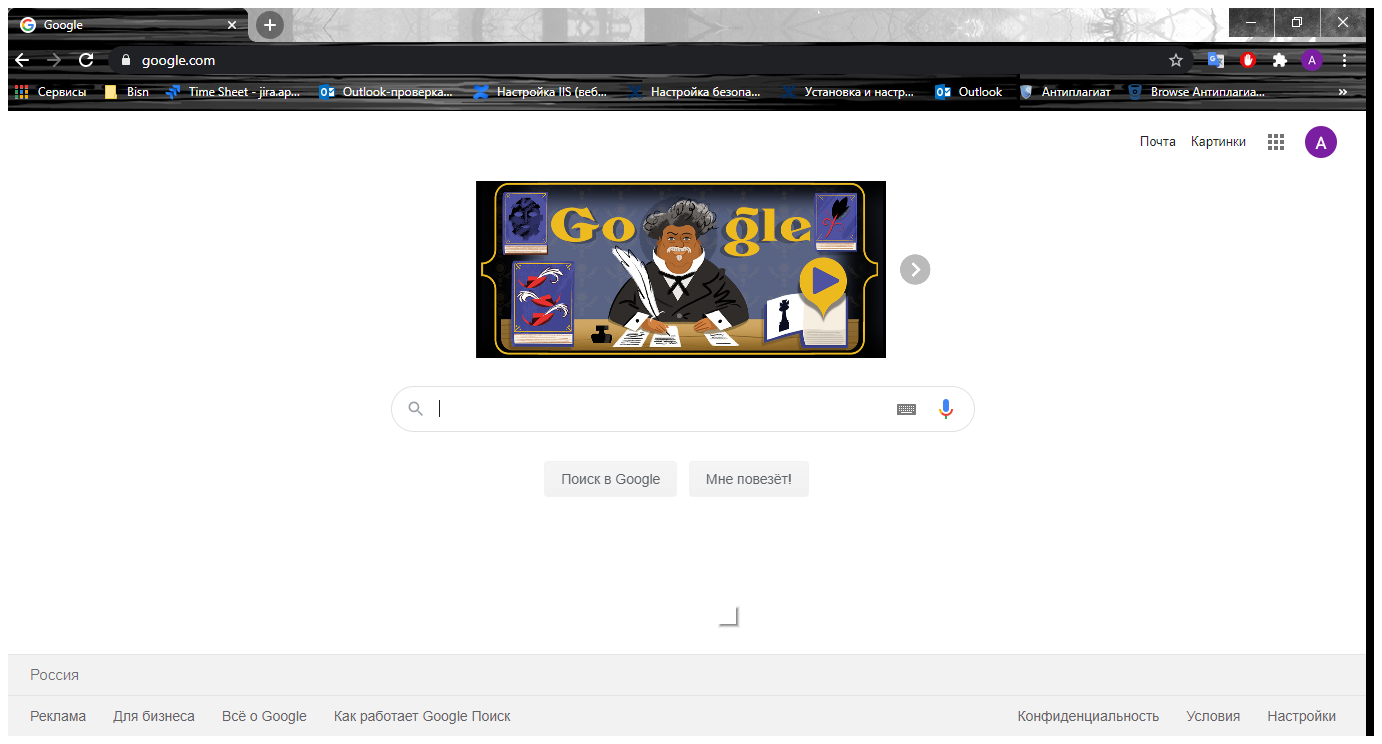 Google
google.com
Сервисы Bisn Time Sheet - jira.ap... Outlook-проверка... Настройка IIS (веб... Настройка безопа... Установка и настр... Outlook Антиплагиат Browse Антиплагиа... »
Почта Картинки A
Google
Поиск в Google Мне повезёт!
Россия
Реклама Для бизнеса Всё о Google Как работает Google Поиск Конфиденциальность Условия Настройки